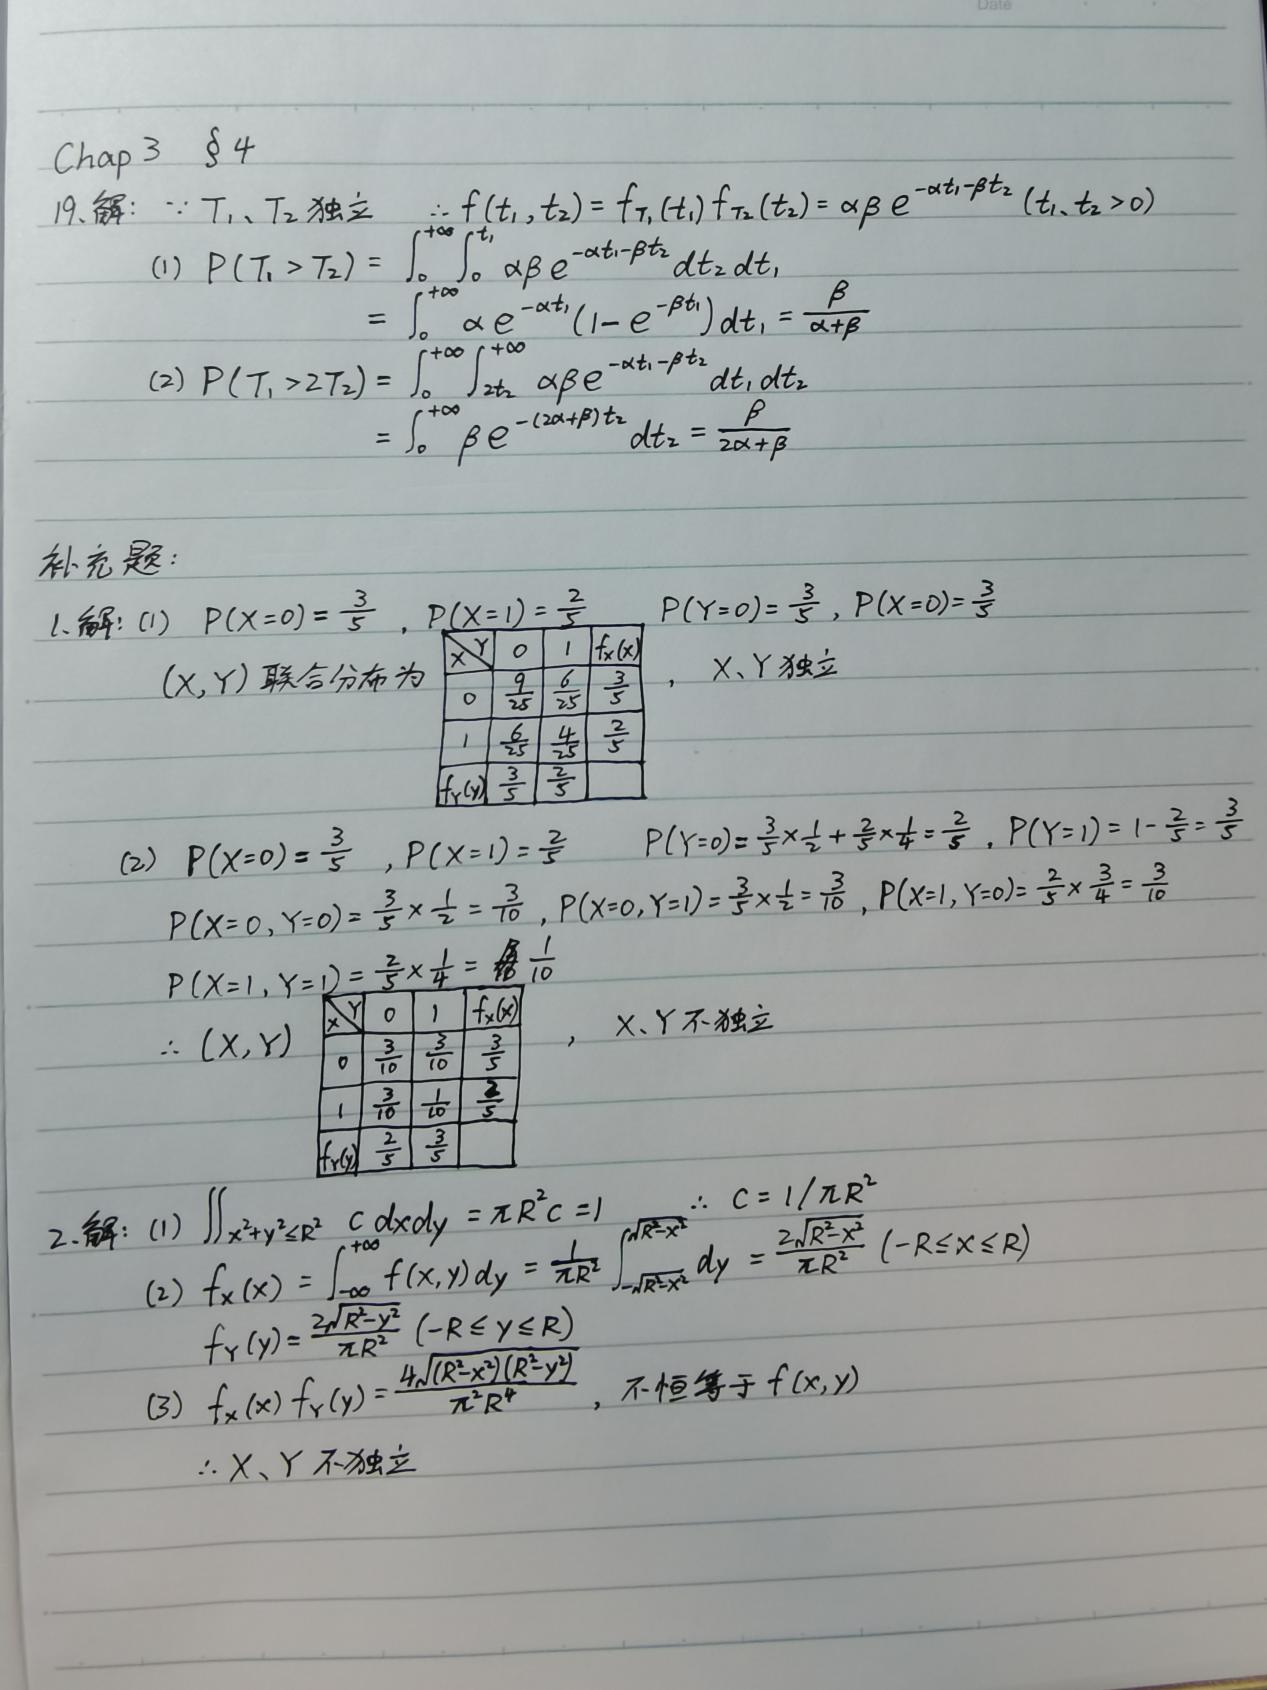 Date
Chap 3 §4
19.解: ∵ T₁、T₂ 独立 ∴ f(t₁, t₂) = f_T₁(t₁) f_T₂(t₂) = αβ e^(-αt₁-βt₂) (t₁、t₂ > 0)
(1) P(T₁ > T₂) = ∫₀^(+∞) ∫₀^(t₁) αβ e^(-αt₁-βt₂) dt₂ dt₁
= ∫₀^(+∞) α e^(-αt₁) (1 - e^(-βt₁)) dt₁ = β/(α+β)
(2) P(T₁ > 2T₂) = ∫₀^(+∞) ∫_(2t₂)^(+∞) αβ e^(-αt₁-βt₂) dt₁ dt₂
= ∫₀^(+∞) β e^(-(2α+β)t₂) dt₂ = β/(2α+β)
补充题:
1.解: (1) P(X=0) = 3/5 , P(X=1) = 2/5 P(Y=0) = 3/5 , P(X=0) = 3/5
(X, Y) 联合分布为 , X、Y 独立
X Y 0 1 f_X(x)
0 9/25 6/25 3/5
1 6/25 4/25 2/5
f_Y(y) 3/5 2/5
(2) P(X=0) = 3/5 , P(X=1) = 2/5 P(Y=0) = 3/5 × 1/2 + 2/5 × 1/4 = 2/5 , P(Y=1) = 1 - 2/5 = 3/5
P(X=0, Y=0) = 3/5 × 1/2 = 3/10 , P(X=0, Y=1) = 3/5 × 1/2 = 3/10 , P(X=1, Y=0) = 2/5 × 3/4 = 3/10
P(X=1, Y=1) = 2/5 × 1/4 = 1/10
∴ (X, Y) , X、Y 不独立
X Y 0 1 f_X(x)
0 3/10 3/10 3/5
1 3/10 1/10 2/5
f_Y(y) 2/5 3/5
2.解: (1) ∬_(x²+y²≤R²) c dxdy = πR²c = 1 ∴ c = 1/πR²
(2) f_X(x) = ∫_(-∞)^(+∞) f(x, y) dy = 1/(πR²) ∫_(-√(R²-x²))^(√(R²-x²)) dy = 2√(R²-x²)/(πR²) (-R ≤ x ≤ R)
f_Y(y) = 2√(R²-y²)/(πR²) (-R ≤ y ≤ R)
(3) f_X(x) f_Y(y) = 4√((R²-x²)(R²-y²))/(π²R⁴) , 不恒等于 f(x, y)
∴ X、Y 不独立